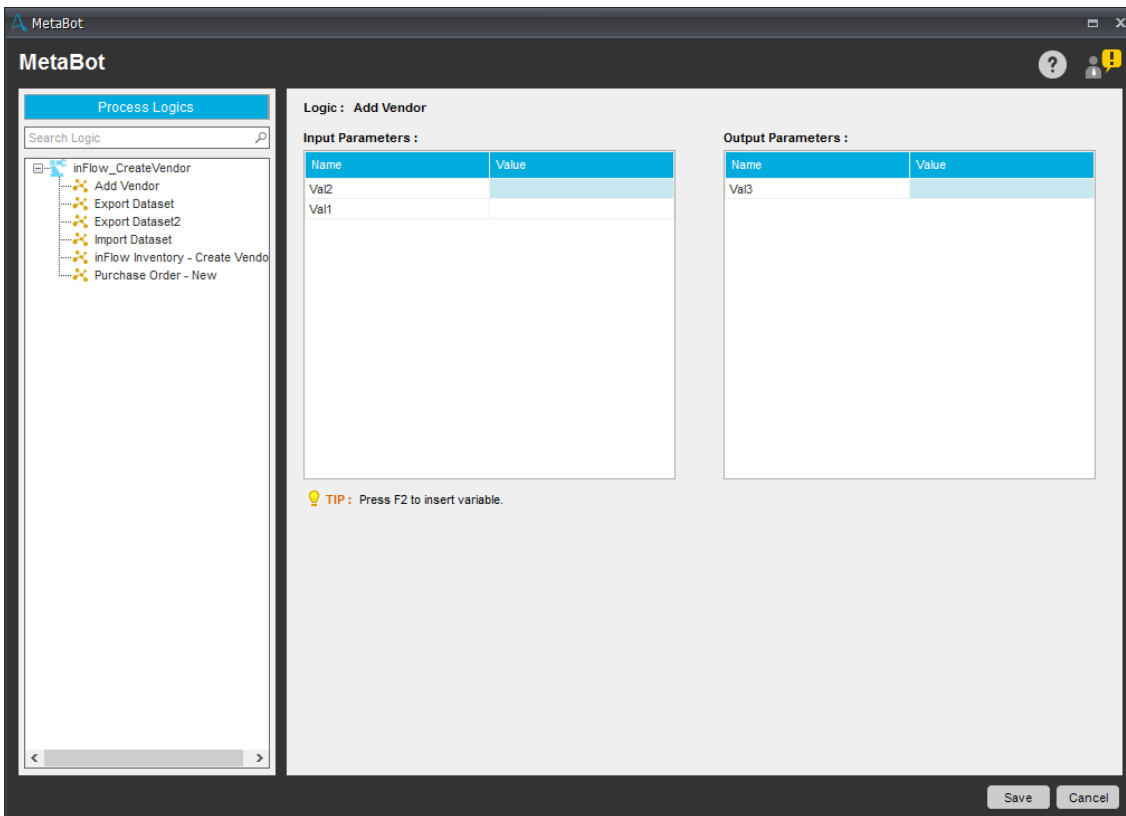 MetaBot
MetaBot
Process Logics
Search Logic
inFlow_CreateVendor
Add Vendor
Export Dataset
Export Dataset2
Import Dataset
inFlow Inventory - Create Vendo
Purchase Order - New
Logic : Add Vendor
Input Parameters :
Name Value
Val2
Val1
TIP : Press F2 to insert variable.
Output Parameters :
Name Value
Val3
Save Cancel